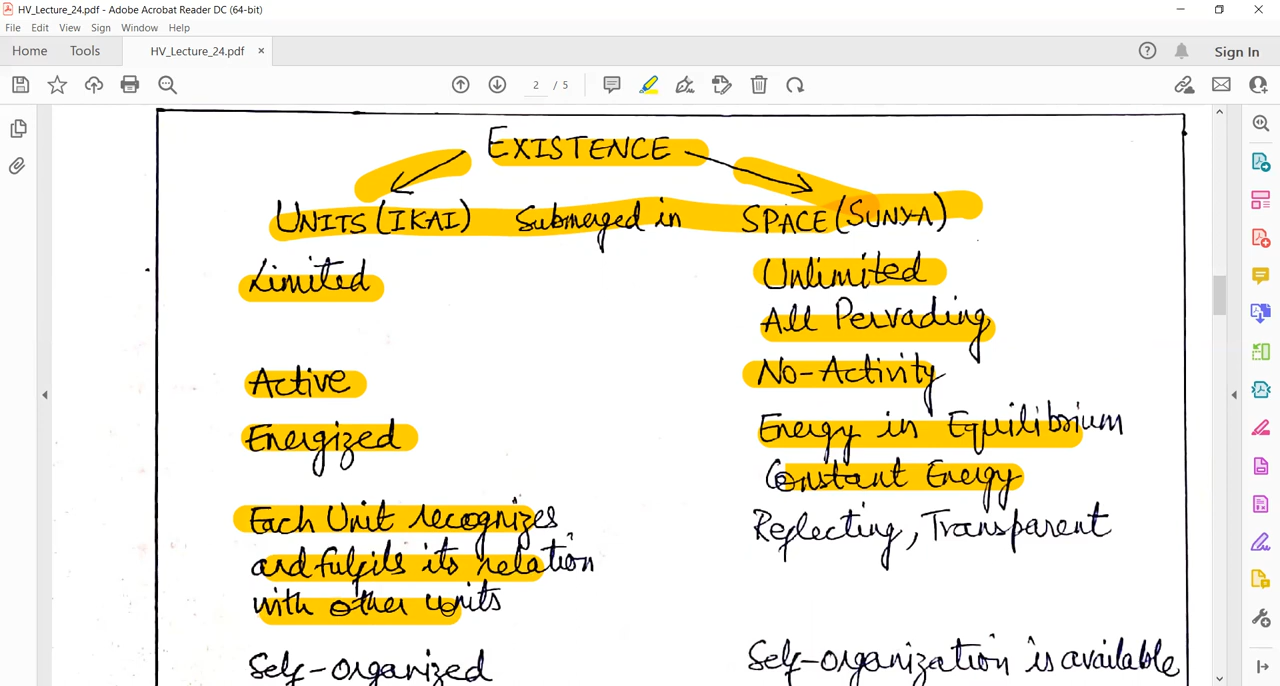 HV_Lecture_24.pdf - Adobe Acrobat Reader DC (64-bit)
File Edit View Sign Window Help
Home Tools HV_Lecture_24.pdf × Sign In
2 / 5
EXISTENCE
UNITS (IKAI) Submerged in SPACE (SUNYA)
Limited Unlimited
All Pervading
Active No-Activity
Energized Energy in Equilibrium
Constant Energy
Each Unit recognizes Reflecting, Transparent
and fulfils its relation
with other units
Self-organized Self-organization is available